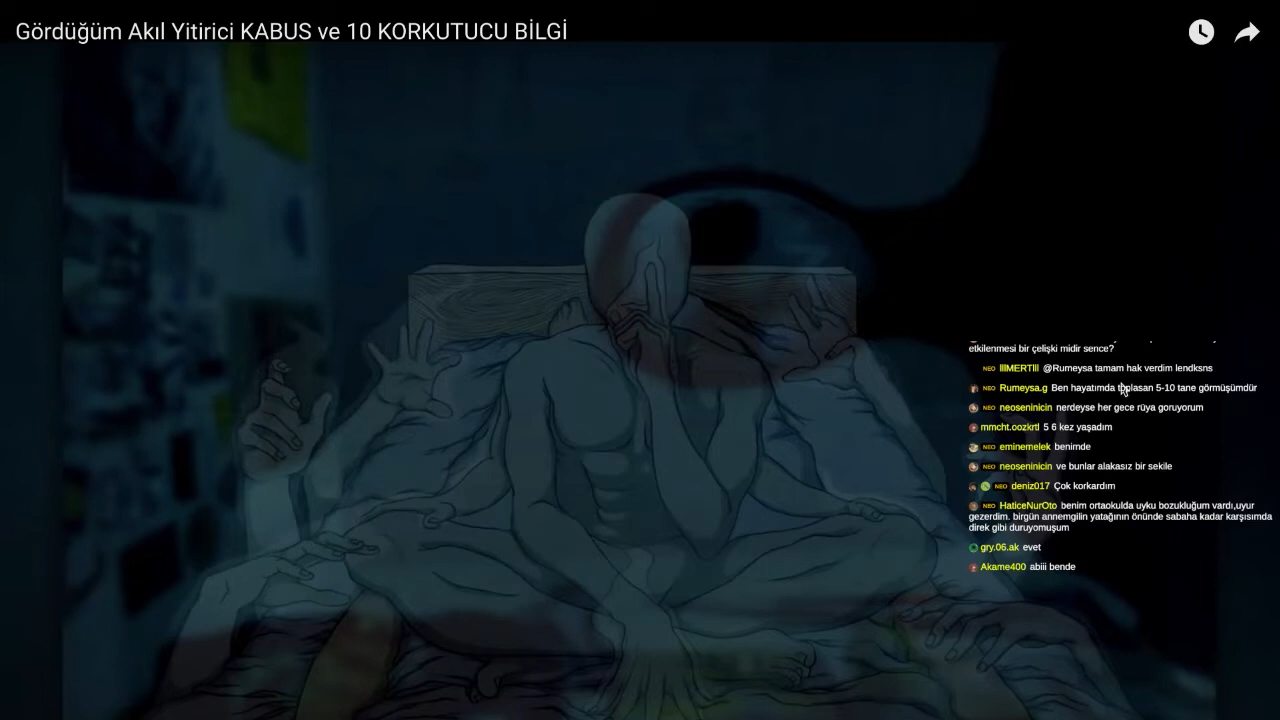 Gördüğüm Akıl Yitirici KABUS ve 10 KORKUTUCU BİLGİ
etkilenmesi bir çelişki midir sence?
NEO lllMERTlll @Rumeysa tamam hak verdim lendksns
NEO Rumeysa.g Ben hayatımda toplasan 5-10 tane görmüşümdür
NEO neoseninicin nerdeyse her gece rüya goruyorum
mmcht.oozkrtl 5 6 kez yaşadım
NEO eminemelek benimde
NEO neoseninicin ve bunlar alakasız bir sekile
NEO deniz017 Çok korkardım
NEO HaticeNurOto benim ortaokulda uyku bozukluğum vardı,uyur
gezerdim. birgün annemgilin yatağının önünde sabaha kadar karşısımda
direk gibi duruyomuşum
gry.06.ak evet
Akame400 abiii bende